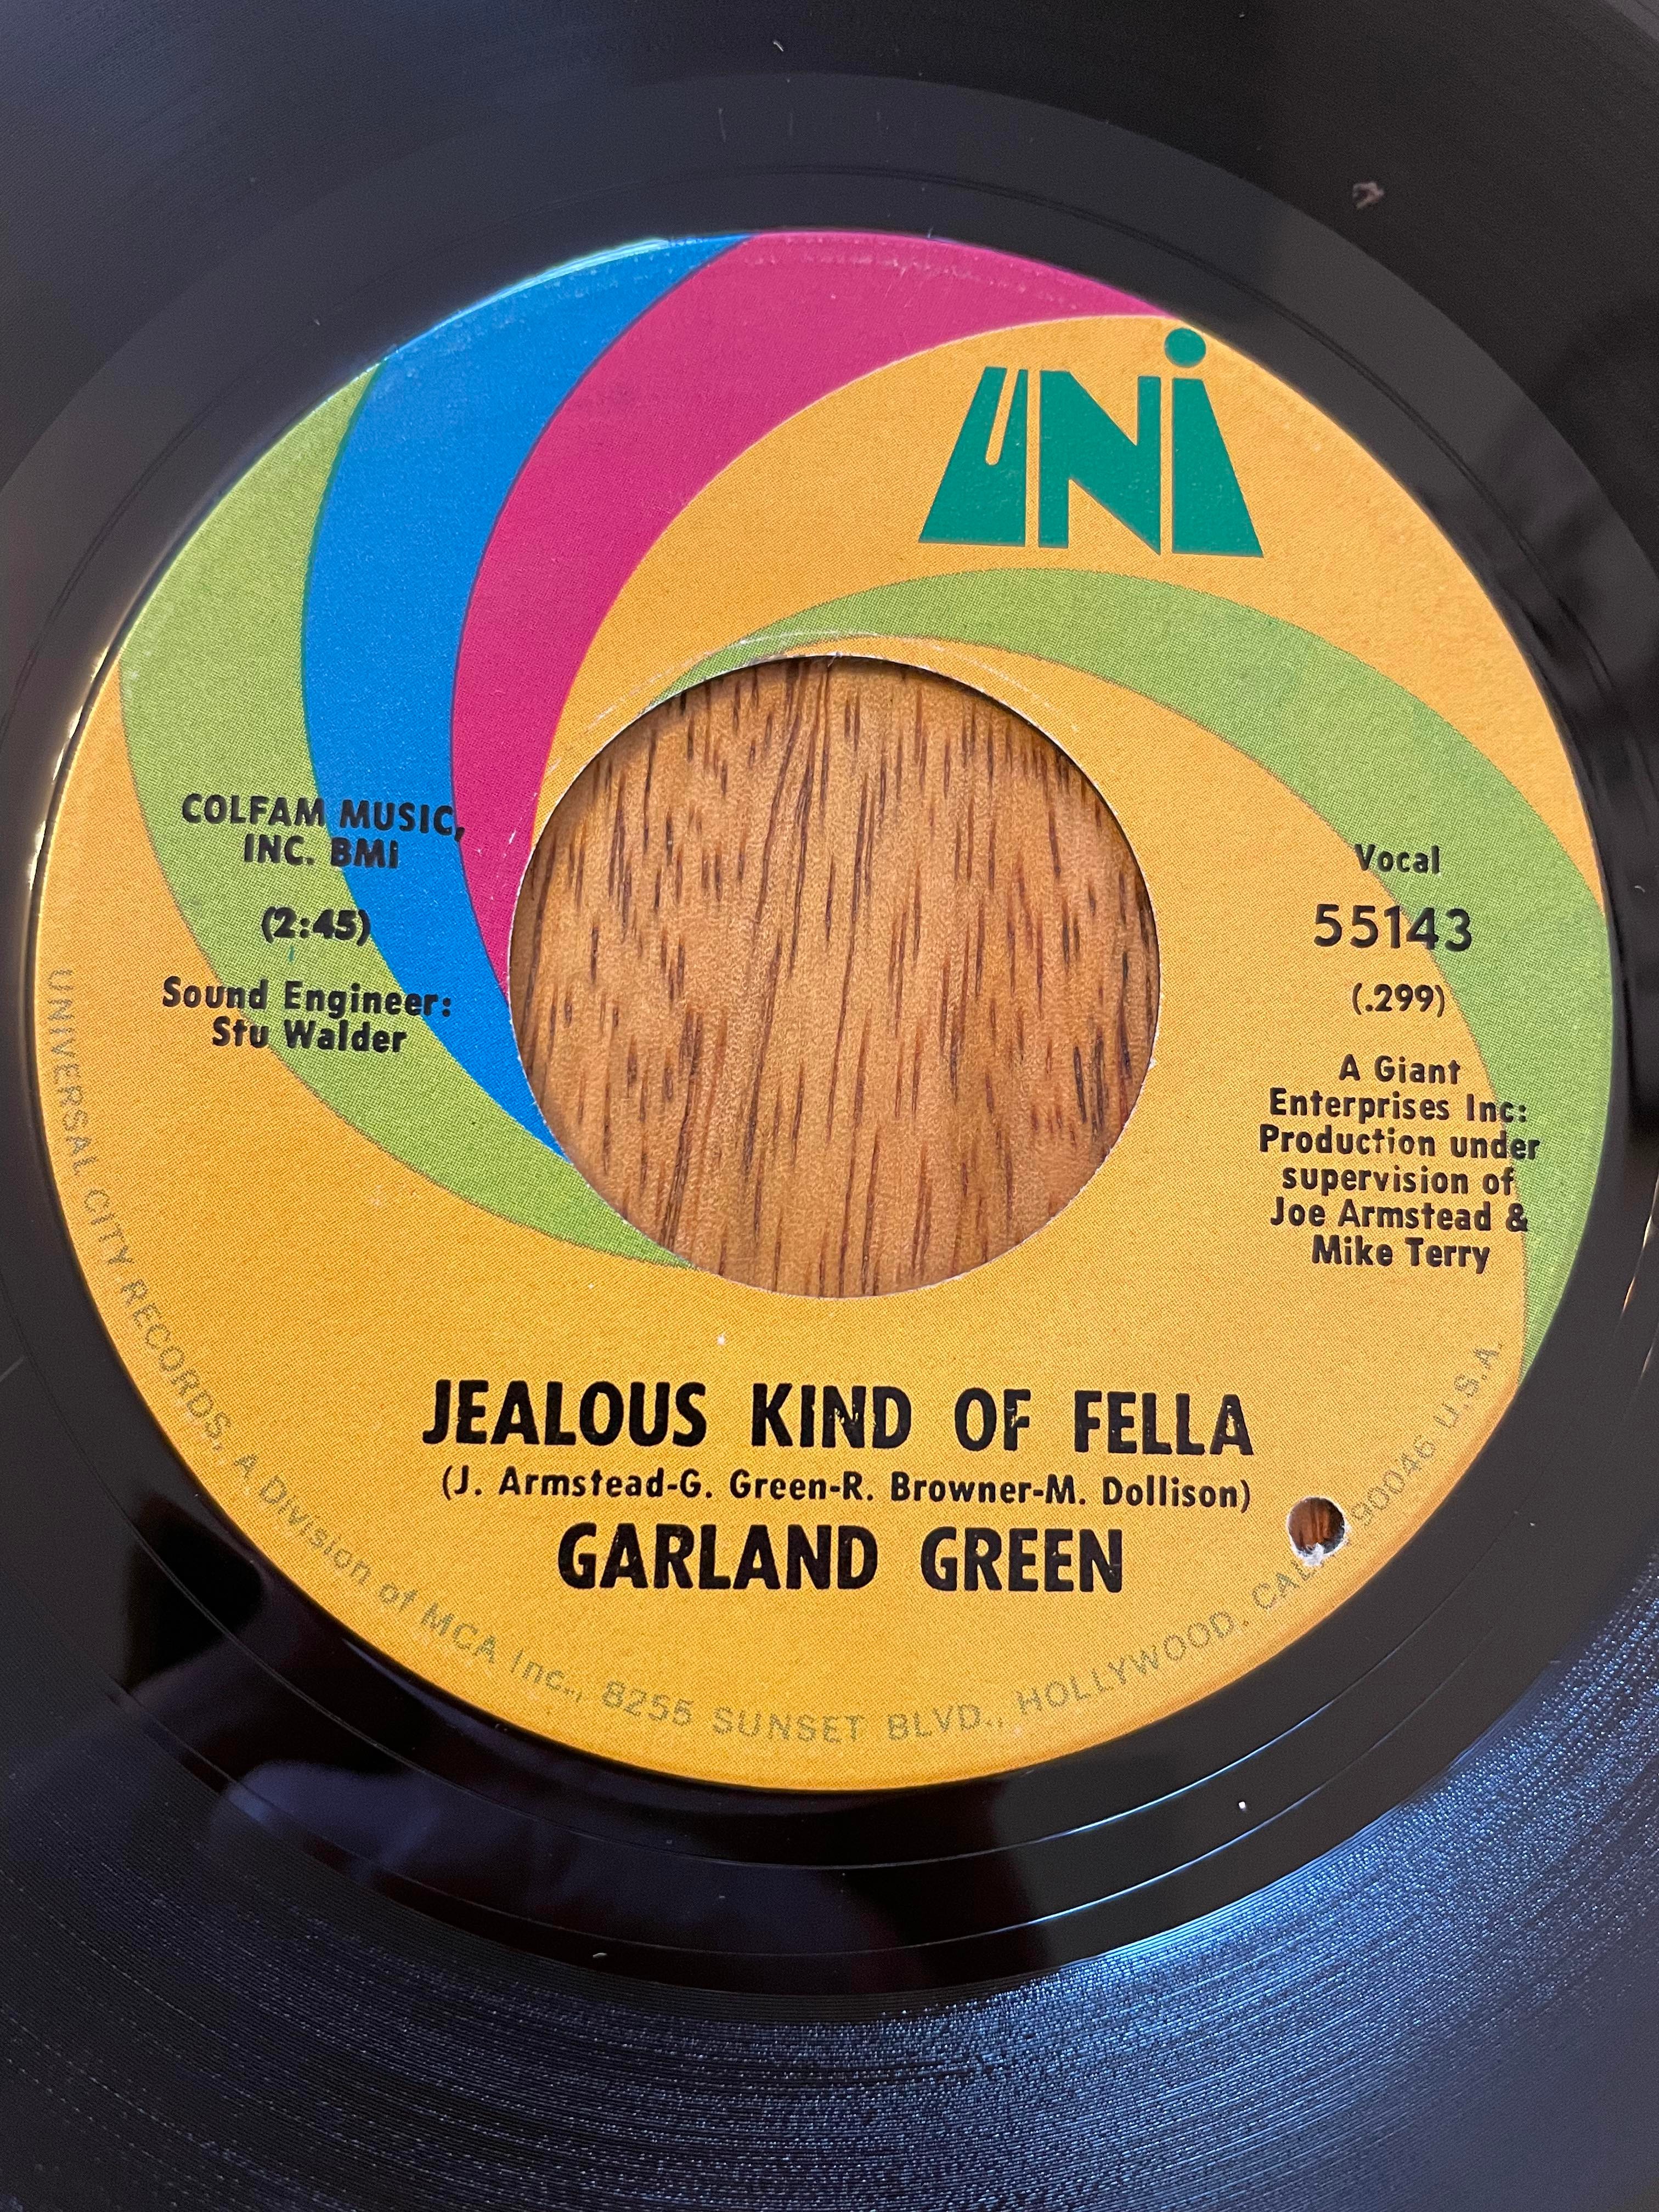 UNi
COLFAM MUSIC,
INC. BMI
(2:45)
Sound Engineer:
Stu Walder
Vocal
55143
(.299)
A Giant
Enterprises Inc:
Production under
supervision of
Joe Armstead &
Mike Terry
JEALOUS KIND OF FELLA
(J. Armstead-G. Green-R. Browner-M. Dollison)
GARLAND GREEN
UNIVERSAL CITY RECORDS, A Division of MCA Inc., 8255 SUNSET BLVD., HOLLYWOOD, 90046 U.S.A.